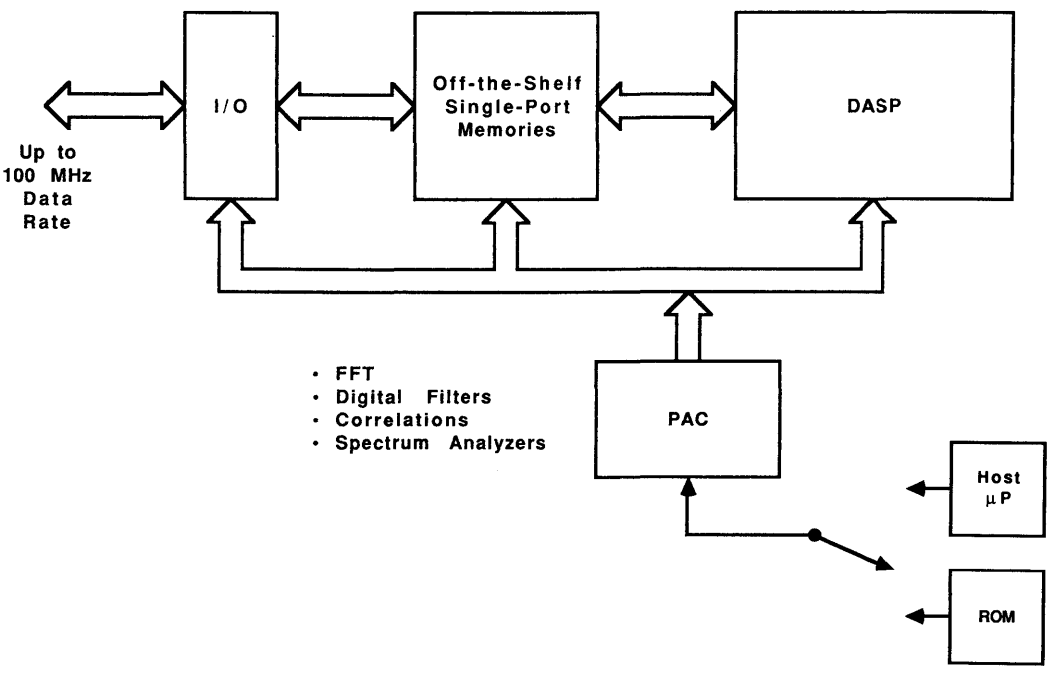 I/O
Off-the-Shelf
Single-Port
Memories
DASP
Up to
100 MHz
Data
Rate
• FFT
• Digital Filters
• Correlations
• Spectrum Analyzers
PAC
Host
µP
ROM